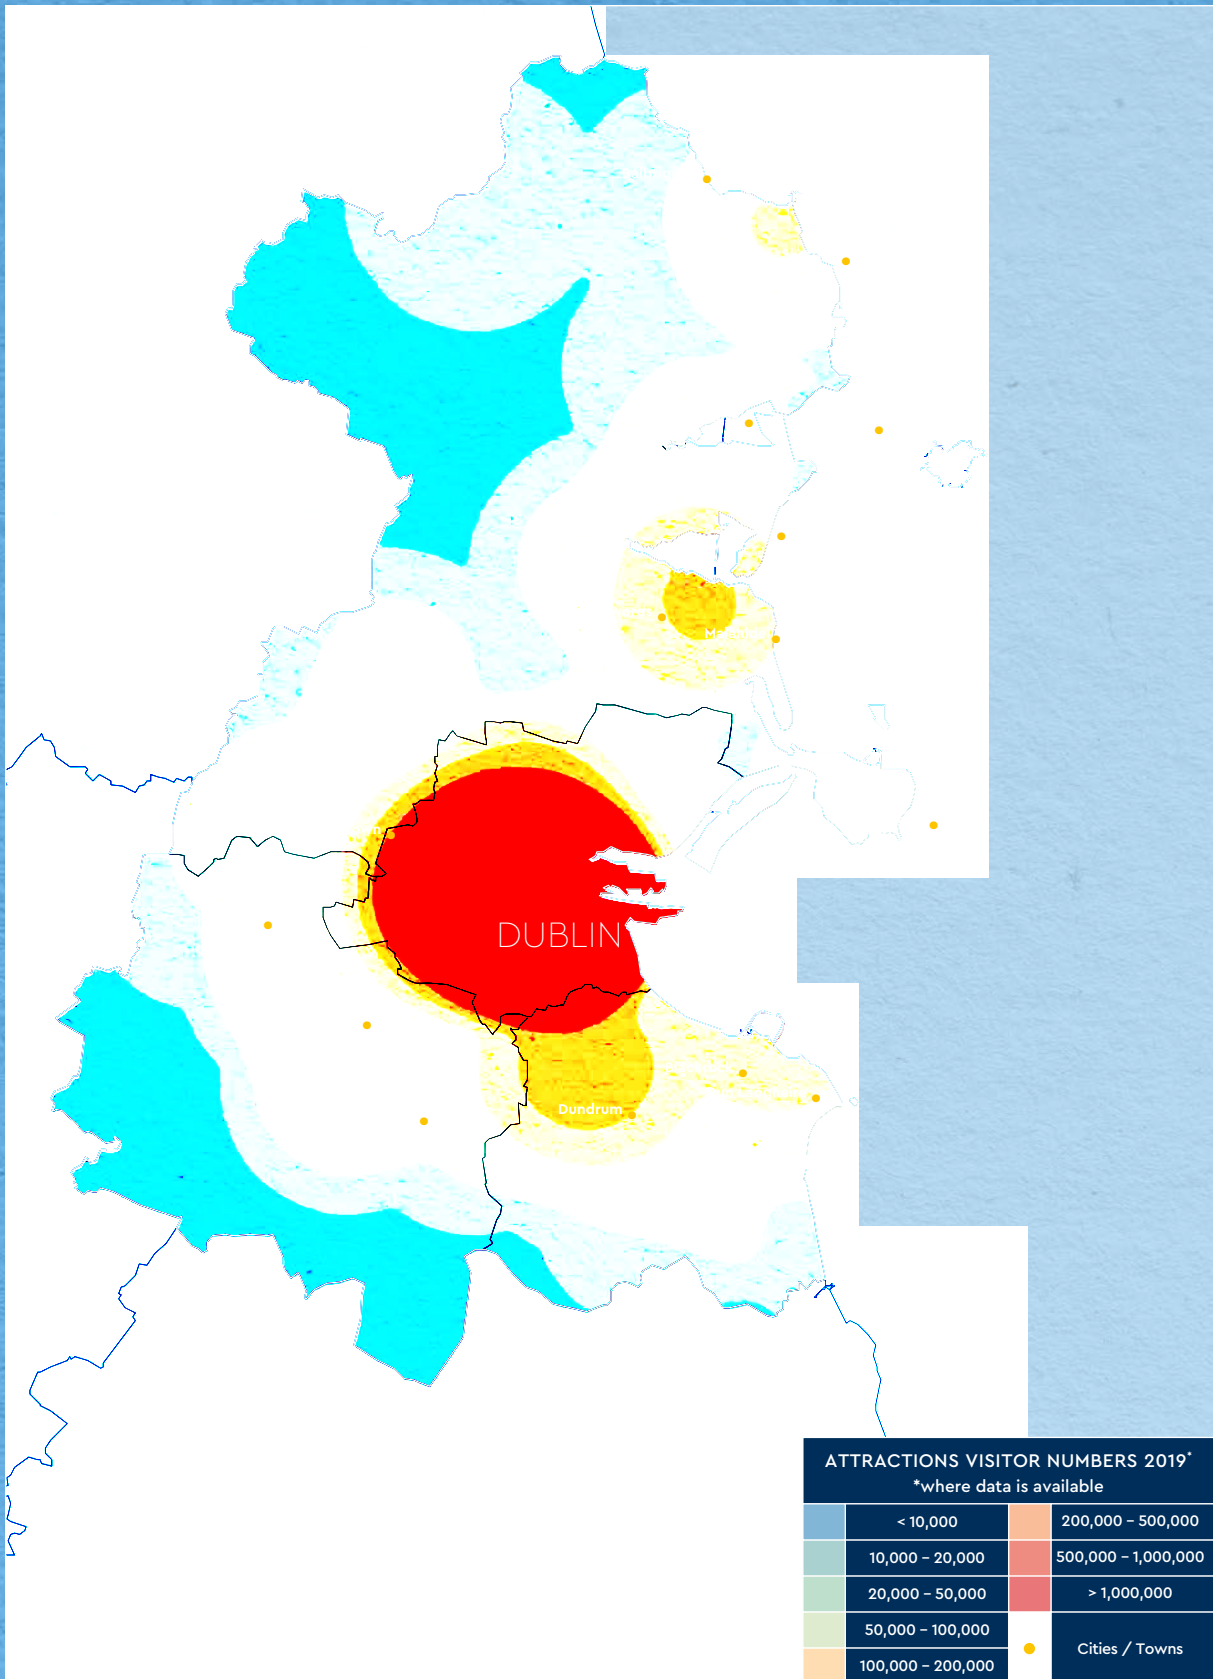 DUBLIN
Dundrum
ATTRACTIONS VISITOR NUMBERS 2019*
*where data is available
< 10,000
200,000 – 500,000
10,000 – 20,000
500,000 – 1,000,000
20,000 – 50,000
> 1,000,000
50,000 – 100,000
Cities / Towns
100,000 – 200,000